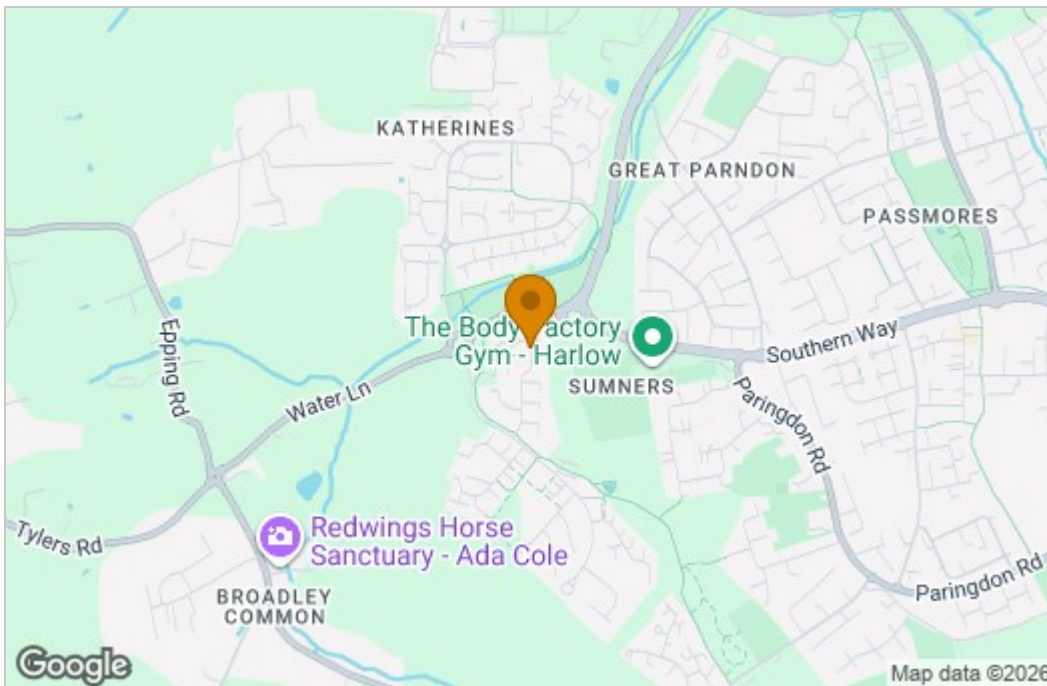 KATHERINES
GREAT PARNDON
PASSMORES
The Body Factory
Gym - Harlow
SUMNERS
Southern Way
Paringdon Rd
Epping Rd
Water Ln
Tylers Rd
Redwings Horse
Sanctuary - Ada Cole
BROADLEY
COMMON
Paringdon Rd
Google
Map data ©2026